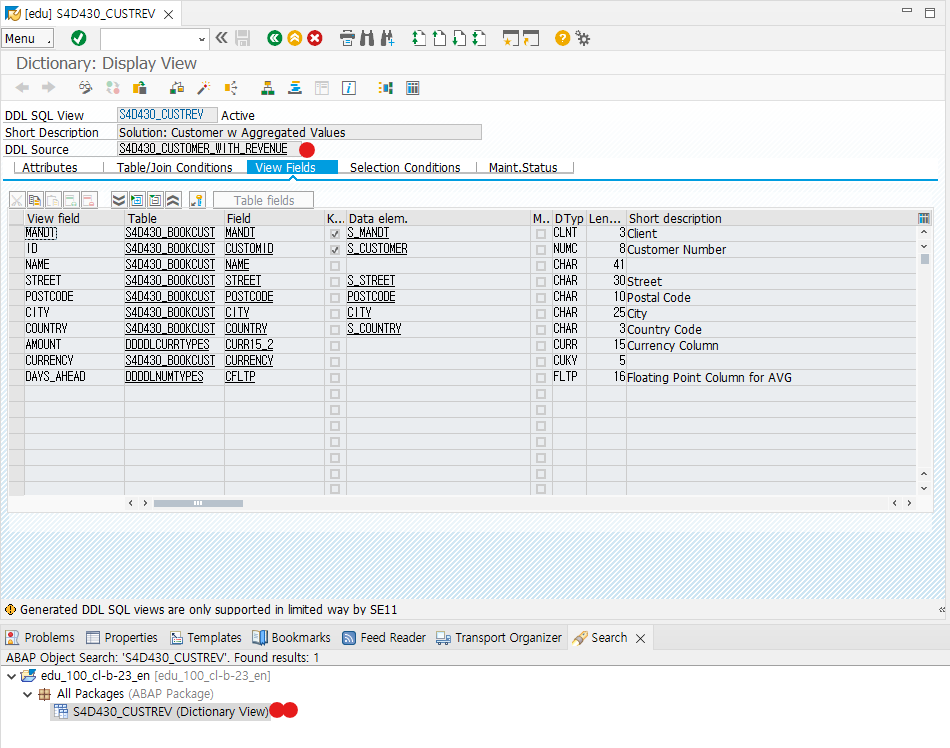 [edu] S4D430_CUSTREV
Menu
Dictionary: Display View
DDL SQL View S4D430_CUSTREV Active
Short Description Solution: Customer w Aggregated Values
DDL Source S4D430_CUSTOMER_WITH_REVENUE
Attributes Table/Join Conditions View Fields Selection Conditions Maint.Status
Table fields
View field Table Field K... Data elem. M.. DTyp Len... Short description
MANDT S4D430_BOOKCUST MANDT S_MANDT CLNT 3 Client
ID S4D430_BOOKCUST CUSTOMID S_CUSTOMER NUMC 8 Customer Number
NAME S4D430_BOOKCUST NAME CHAR 41
STREET S4D430_BOOKCUST STREET S_STREET CHAR 30 Street
POSTCODE S4D430_BOOKCUST POSTCODE POSTCODE CHAR 10 Postal Code
CITY S4D430_BOOKCUST CITY CITY CHAR 25 City
COUNTRY S4D430_BOOKCUST COUNTRY S_COUNTRY CHAR 3 Country Code
AMOUNT DDDDLCURRTYPES CURR15_2 CURR 15 Currency Column
CURRENCY S4D430_BOOKCUST CURRENCY CUKY 5
DAYS_AHEAD DDDDLNUMTYPES CFLTP FLTP 16 Floating Point Column for AVG
Generated DDL SQL views are only supported in limited way by SE11
Problems Properties Templates Bookmarks Feed Reader Transport Organizer Search
ABAP Object Search: 'S4D430_CUSTREV'. Found results: 1
edu_100_cl-b-23_en [edu_100_cl-b-23_en]
All Packages (ABAP Package)
S4D430_CUSTREV (Dictionary View)